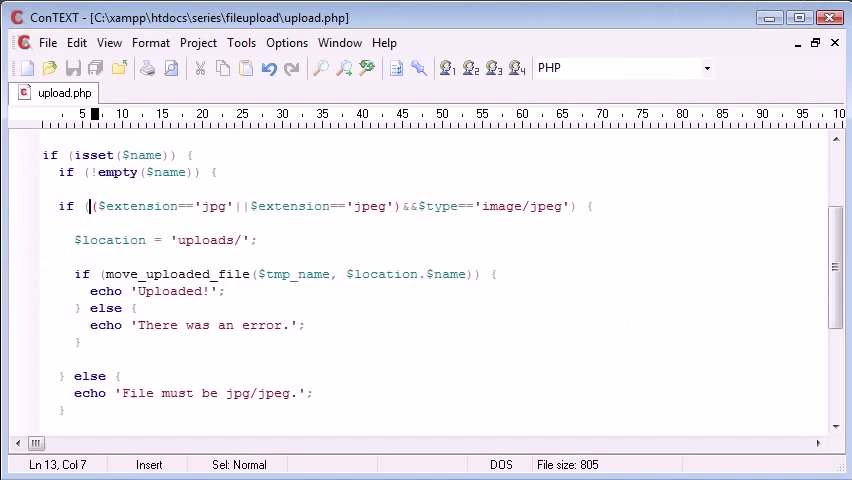 ConTEXT - [C:\xampp\htdocs\series\fileupload\upload.php]
File Edit View Format Project Tools Options Window Help
1 2 3 4 PHP
upload.php
5 10 15 20 25 30 35 40 45 50 55 60 65 70 75 80 85 90 95 10
if (isset($name)) {
if (!empty($name)) {
if (($extension=='jpg'||$extension=='jpeg')&&$type=='image/jpeg') {
$location = 'uploads/';
if (move_uploaded_file($tmp_name, $location.$name)) {
echo 'Uploaded!';
} else {
echo 'There was an error.';
}
} else {
echo 'File must be jpg/jpeg.';
}
Ln 13, Col 7 Insert Sel: Normal DOS File size: 805